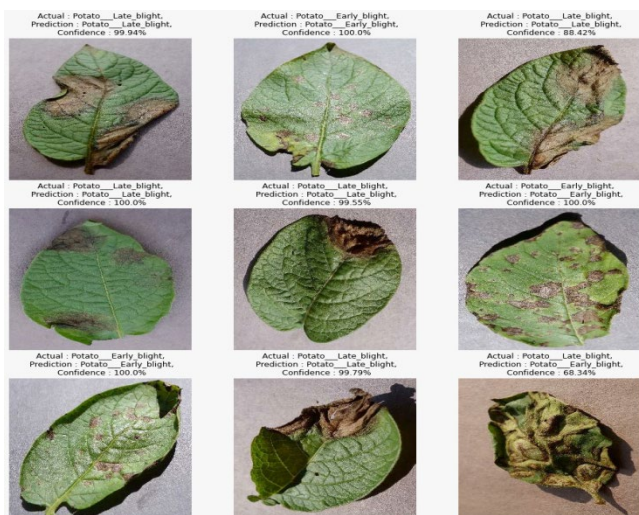 Actual : Potato___Late_blight,
Prediction : Potato___Late_blight,
Confidence : 99.94%
Actual : Potato___Early_blight,
Prediction : Potato___Early_blight,
Confidence : 100.0%
Actual : Potato___Late_blight,
Prediction : Potato___Late_blight,
Confidence : 88.42%
Actual : Potato___Late_blight,
Prediction : Potato___Late_blight,
Confidence : 100.0%
Actual : Potato___Late_blight,
Prediction : Potato___Late_blight,
Confidence : 99.55%
Actual : Potato___Early_blight,
Prediction : Potato___Early_blight,
Confidence : 100.0%
Actual : Potato___Early_blight,
Prediction : Potato___Early_blight,
Confidence : 100.0%
Actual : Potato___Late_blight,
Prediction : Potato___Late_blight,
Confidence : 99.79%
Actual : Potato___Late_blight,
Prediction : Potato___Early_blight,
Confidence : 68.34%